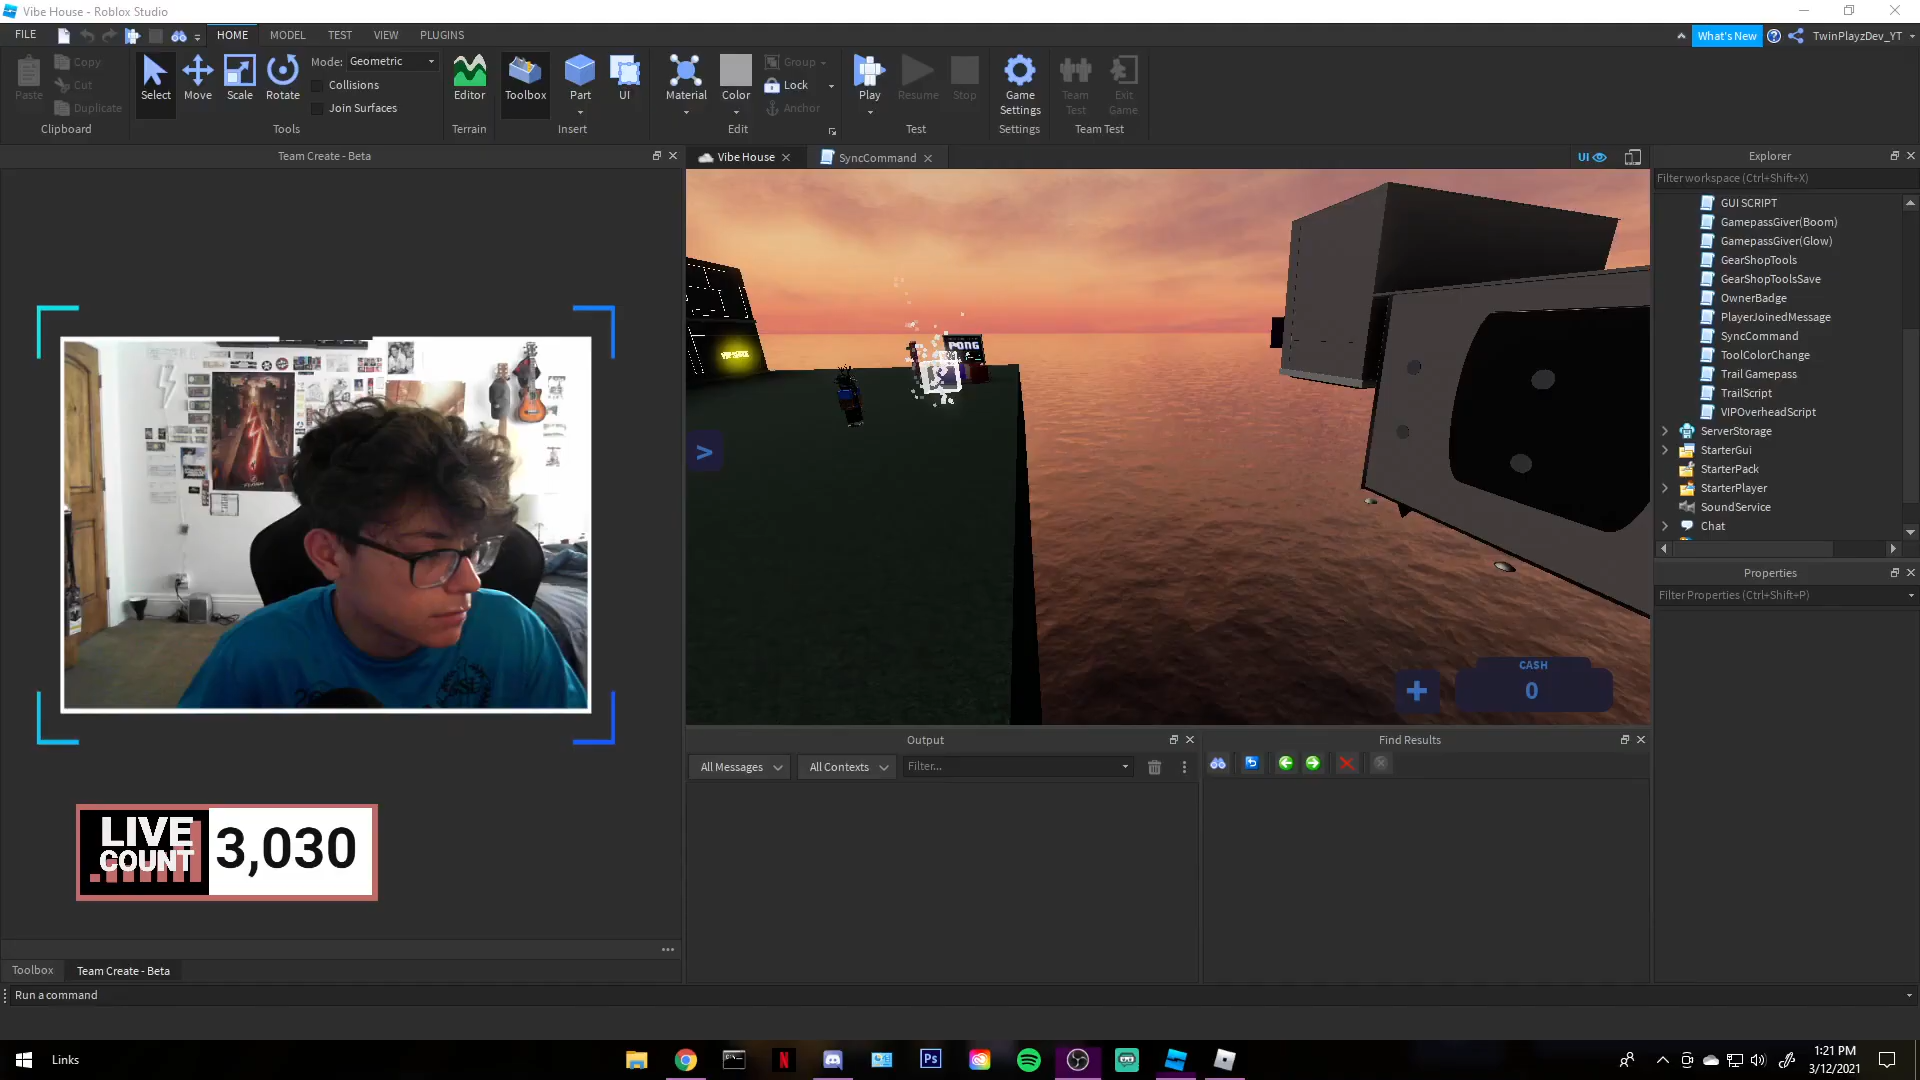 Vibe House - Roblox Studio
FILE
HOME
MODEL
TEST
VIEW
PLUGINS
What's New
TwinPlayzDev_YT
Paste
Copy
Cut
Duplicate
Clipboard
Select
Move
Scale
Rotate
Mode: Geometric
Collisions
Join Surfaces
Tools
Editor
Terrain
Toolbox
Part
UI
Insert
Material
Color
Group
Lock
Anchor
Edit
Play
Resume
Stop
Test
Game
Settings
Settings
Team
Test
Exit
Game
Team Test
Team Create - Beta
Vibe House
SyncCommand
UI
PONG
>
CASH
0
LIVE
COUNT
3,030
Explorer
Filter workspace (Ctrl+Shift+X)
GUI SCRIPT
GamepassGiver(Boom)
GamepassGiver(Glow)
GearShopTools
GearShopToolsSave
OwnerBadge
PlayerJoinedMessage
SyncCommand
ToolColorChange
Trail Gamepass
TrailScript
VIPOverheadScript
ServerStorage
StarterGui
StarterPack
StarterPlayer
SoundService
Chat
Properties
Filter Properties (Ctrl+Shift+P)
Output
All Messages
All Contexts
Filter...
Find Results
Toolbox
Team Create - Beta
Run a command
Links
N
Ps
1:21 PM
3/12/2021